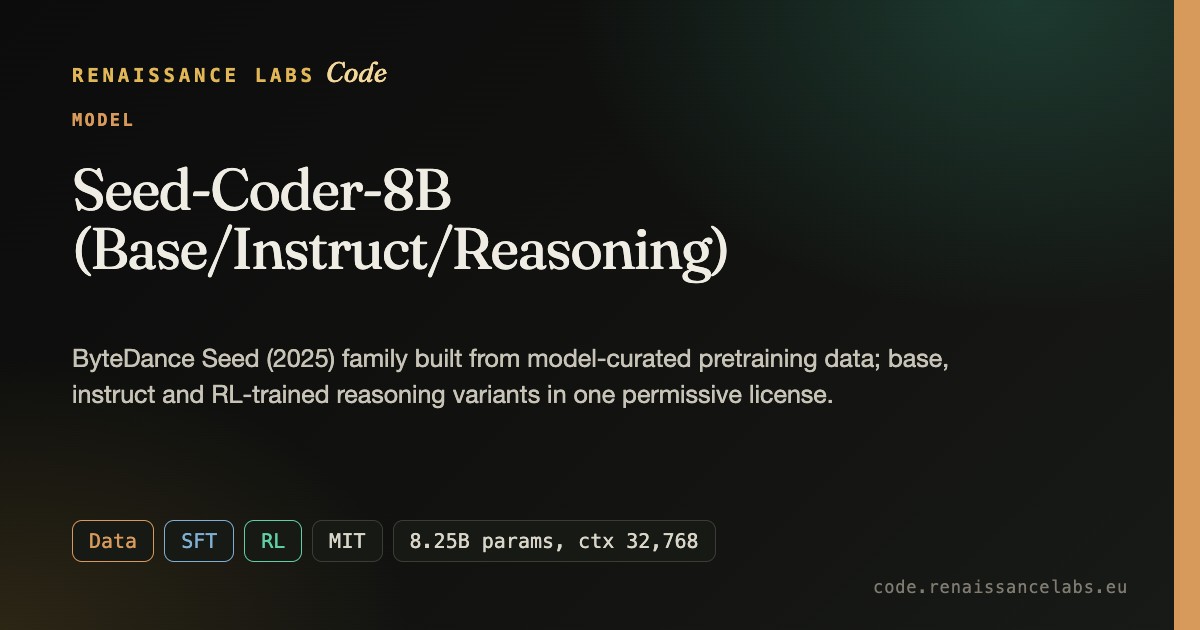 RENAISSANCE LABS Code
MODEL
Seed-Coder-8B
(Base/Instruct/Reasoning)
ByteDance Seed (2025) family built from model-curated pretraining data; base,
instruct and RL-trained reasoning variants in one permissive license.
Data SFT RL MIT 8.25B params, ctx 32,768
code.renaissancelabs.eu